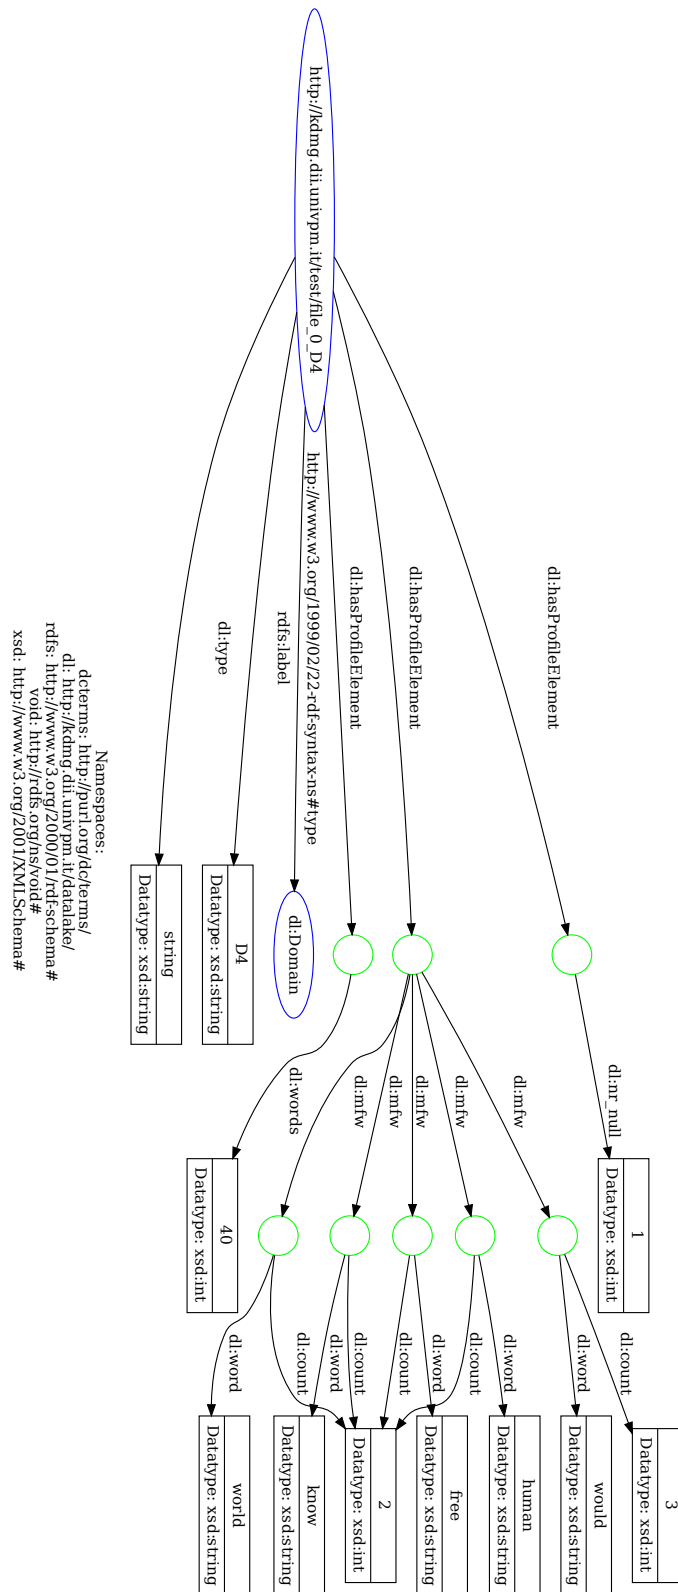 http://kdmg.dii.univpm.it/test/file_0_D4
dl:hasProfileElement
dl:hasProfileElement
dl:hasProfileElement
http://www.w3.org/1999/02/22-rdf-syntax-ns#type
rdfs:label
dl:type
dl:Domain
D4
Datatype: xsd:string
string
Datatype: xsd:string
dl:nr_null
dl:mfw
dl:mfw
dl:mfw
dl:mfw
dl:words
1
Datatype: xsd:int
40
Datatype: xsd:int
dl:count
dl:word
dl:word
dl:word
dl:count
dl:count
dl:word
dl:count
dl:word
3
Datatype: xsd:int
would
Datatype: xsd:string
human
Datatype: xsd:string
free
Datatype: xsd:string
2
Datatype: xsd:int
know
Datatype: xsd:string
world
Datatype: xsd:string
Namespaces:
dcterms: http://purl.org/dc/terms/
dl: http://kdmg.dii.univpm.it/datalake/
rdfs: http://www.w3.org/2000/01/rdf-schema#
void: http://rdfs.org/ns/void#
xsd: http://www.w3.org/2001/XMLSchema#
dl:mfw
dl:count